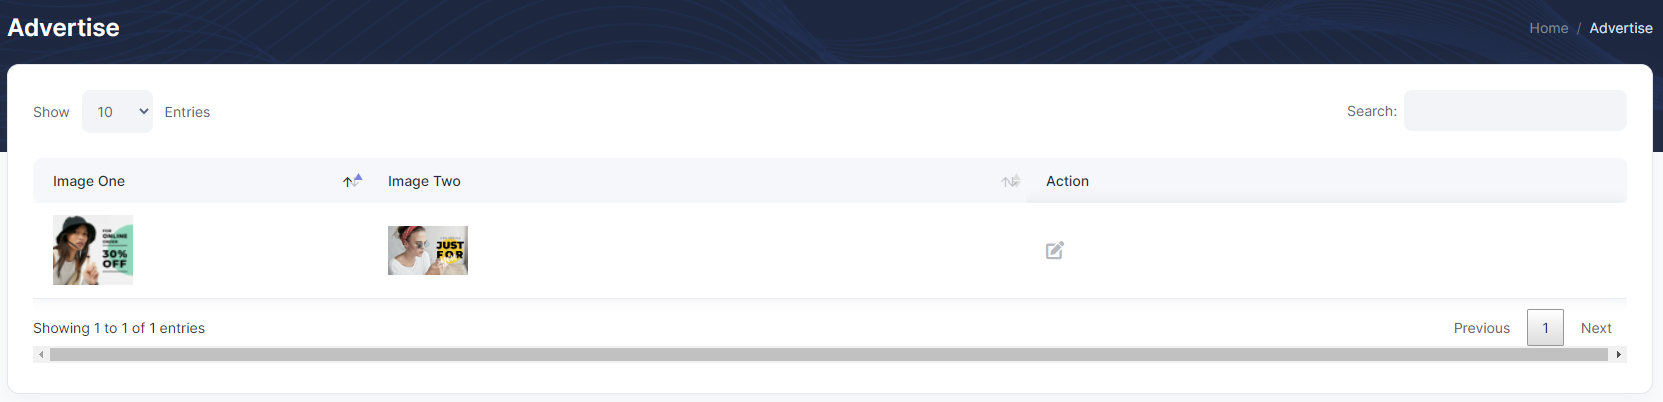 Advertise
Home / Advertise
Show 10 Entries
Search:
Image One Image Two Action
FOR
ONLINE
ORDER
30%
OFF
JUST
FOR
Showing 1 to 1 of 1 entries
Previous 1 Next